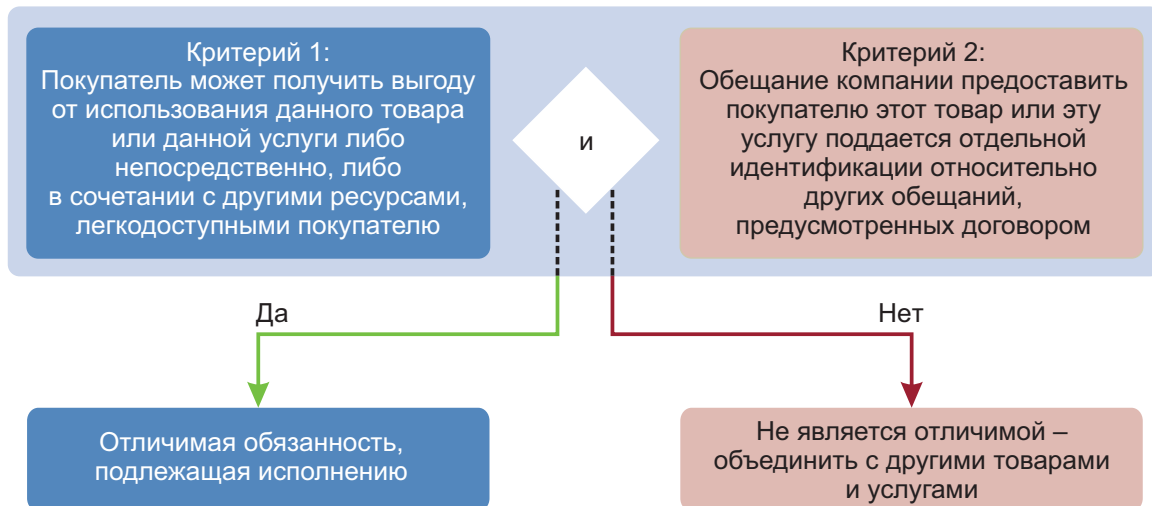 Критерий 1:
Покупатель может получить выгоду
от использования данного товара
или данной услуги либо
непосредственно, либо
в сочетании с другими ресурсами,
легкодоступными покупателю
и
Критерий 2:
Обещание компании предоставить
покупателю этот товар или эту
услугу поддается отдельной
идентификации относительно
других обещаний,
предусмотренных договором
Да
Нет
Отличимая обязанность,
подлежащая исполнению
Не является отличимой –
объединить с другими товарами
и услугами